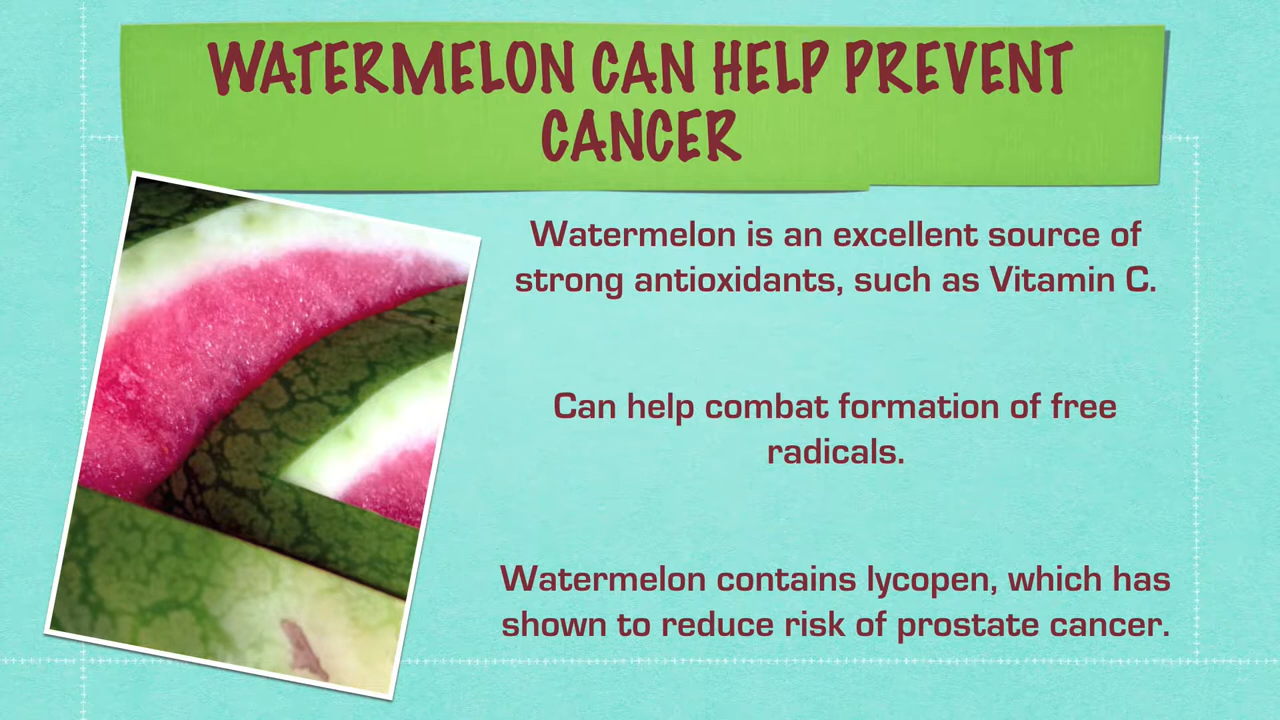 WATERMELON CAN HELP PREVENT
CANCER
Watermelon is an excellent source of
strong antioxidants, such as Vitamin C.
Can help combat formation of free
radicals.
Watermelon contains lycopen, which has
shown to reduce risk of prostate cancer.